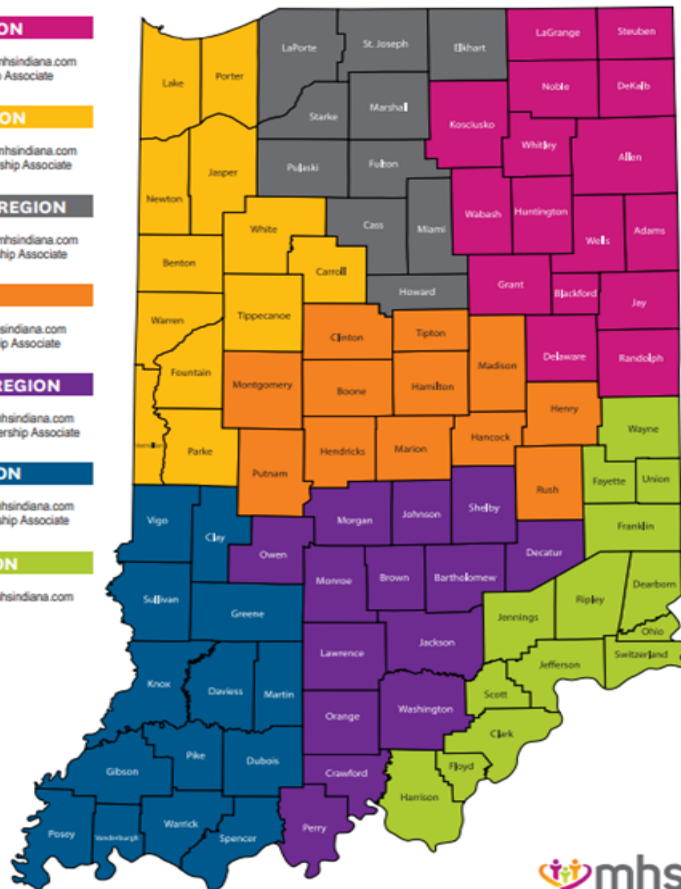 ON
mhsindiana.com
Associate
ON
mhsindiana.com
ship Associate
REGION
mhsindiana.com
hip Associate
sindiana.com
ip Associate
REGION
mhsindiana.com
ership Associate
ON
mhsindiana.com
ship Associate
ON
mhsindiana.com
LaPorte
St. Joseph
Elkhart
LaGrange
Steuben
Lake
Porter
Noble
DeKalb
Starke
Marshall
Kosciusko
Whitley
Allen
Newton
Jasper
Pulaski
Fulton
White
Cass
Miami
Wabash
Huntington
Wells
Adams
Benton
Carroll
Howard
Grant
Blackford
Jay
Warren
Tippecanoe
Clinton
Tipton
Madison
Delaware
Randolph
Fountain
Montgomery
Boone
Hamilton
Henry
Parke
Putnam
Hendricks
Marion
Hancock
Rush
Wayne
Fayette
Union
Vigo
Clay
Owen
Morgan
Johnson
Shelby
Decatur
Franklin
Sullivan
Greene
Monroe
Brown
Bartholomew
Jennings
Ripley
Dearborn
Ohio
Switzerland
Knox
Daviess
Martin
Lawrence
Jackson
Jefferson
Scott
Orange
Washington
Clark
Gibson
Pike
Dubois
Crawford
Floyd
Harrison
Posey
Vanderburgh
Warrick
Spencer
Perry
mhs